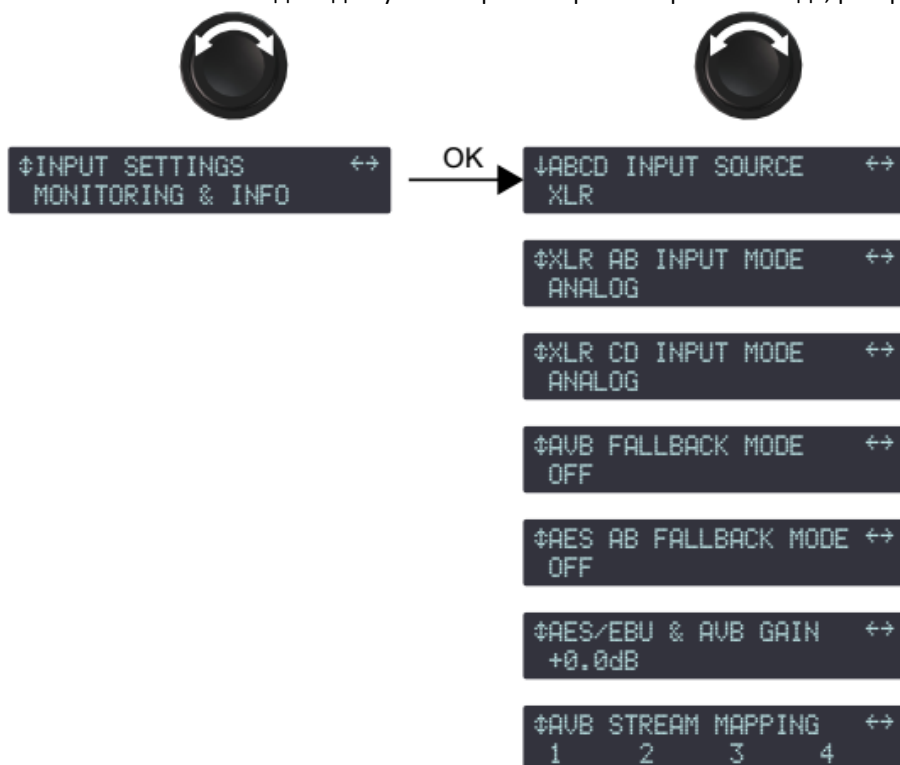 ↕INPUT SETTINGS ↔
MONITORING & INFO
OK
↓ABCD INPUT SOURCE ↔
XLR
↕XLR AB INPUT MODE ↔
ANALOG
↕XLR CD INPUT MODE ↔
ANALOG
↕AVB FALLBACK MODE ↔
OFF
↕AES AB FALLBACK MODE ↔
OFF
↕AES/EBU & AVB GAIN ↔
+0.0dB
↕AVB STREAM MAPPING ↔
1 2 3 4